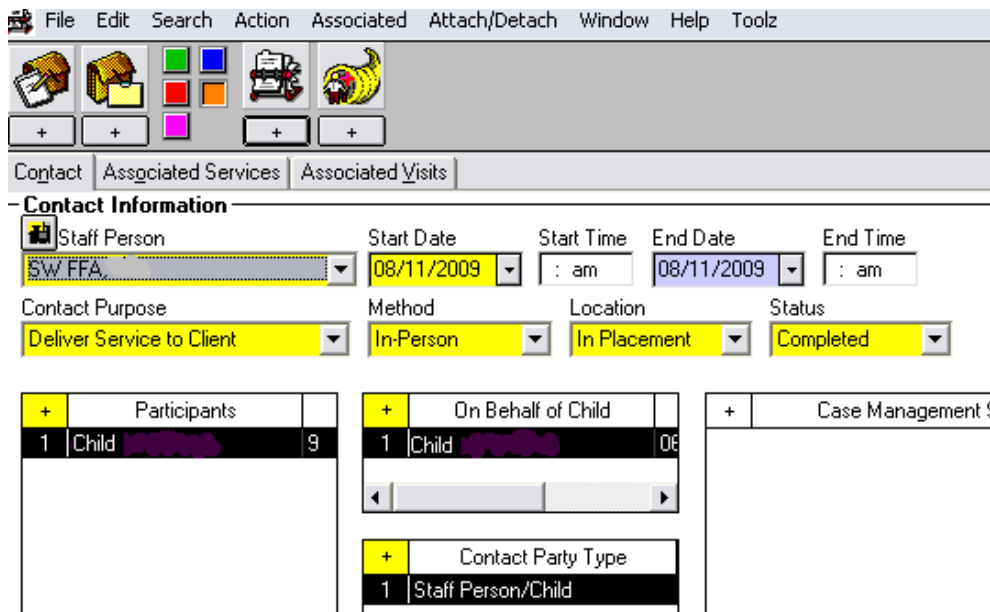 File Edit Search Action Associated Attach/Detach Window Help Toolz
+ + + +
Contact Associated Services Associated Visits
Contact Information
Staff Person Start Date Start Time End Date End Time
SW FFA, 08/11/2009 : am 08/11/2009 : am
Contact Purpose Method Location Status
Deliver Service to Client In-Person In Placement Completed
+ Participants + On Behalf of Child + Case Management
1 Child 9 1 Child 06
+ Contact Party Type
1 Staff Person/Child